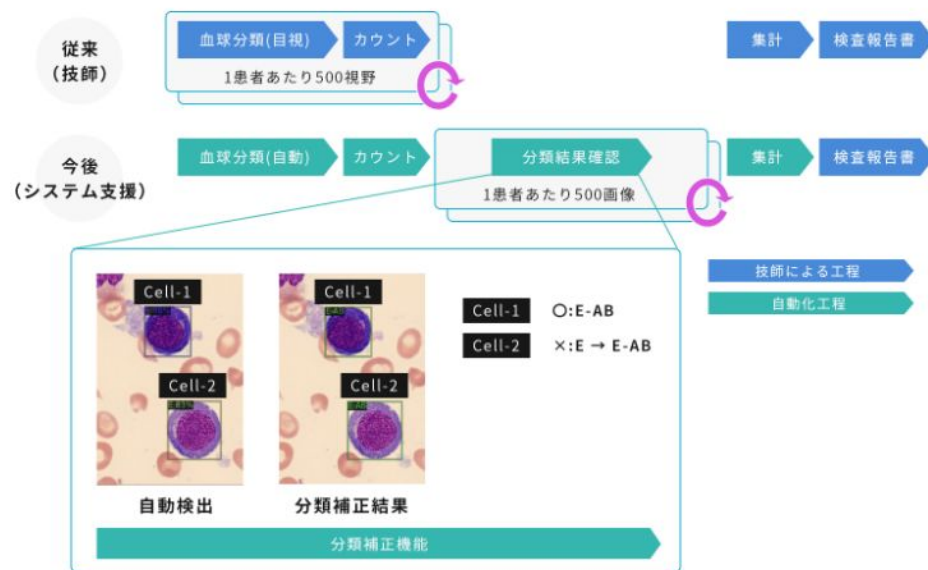 従来
(技師)
血球分類(目視)
カウント
1患者あたり500視野
集計
検査報告書
今後
(システム支援)
血球分類(自動)
カウント
分類結果確認
1患者あたり500画像
集計
検査報告書
技師による工程
自動化工程
Cell-1
Cell-2
自動検出
Cell-1
Cell-2
分類補正結果
Cell-1 〇:E-AB
Cell-2 ×:E → E-AB
分類補正機能